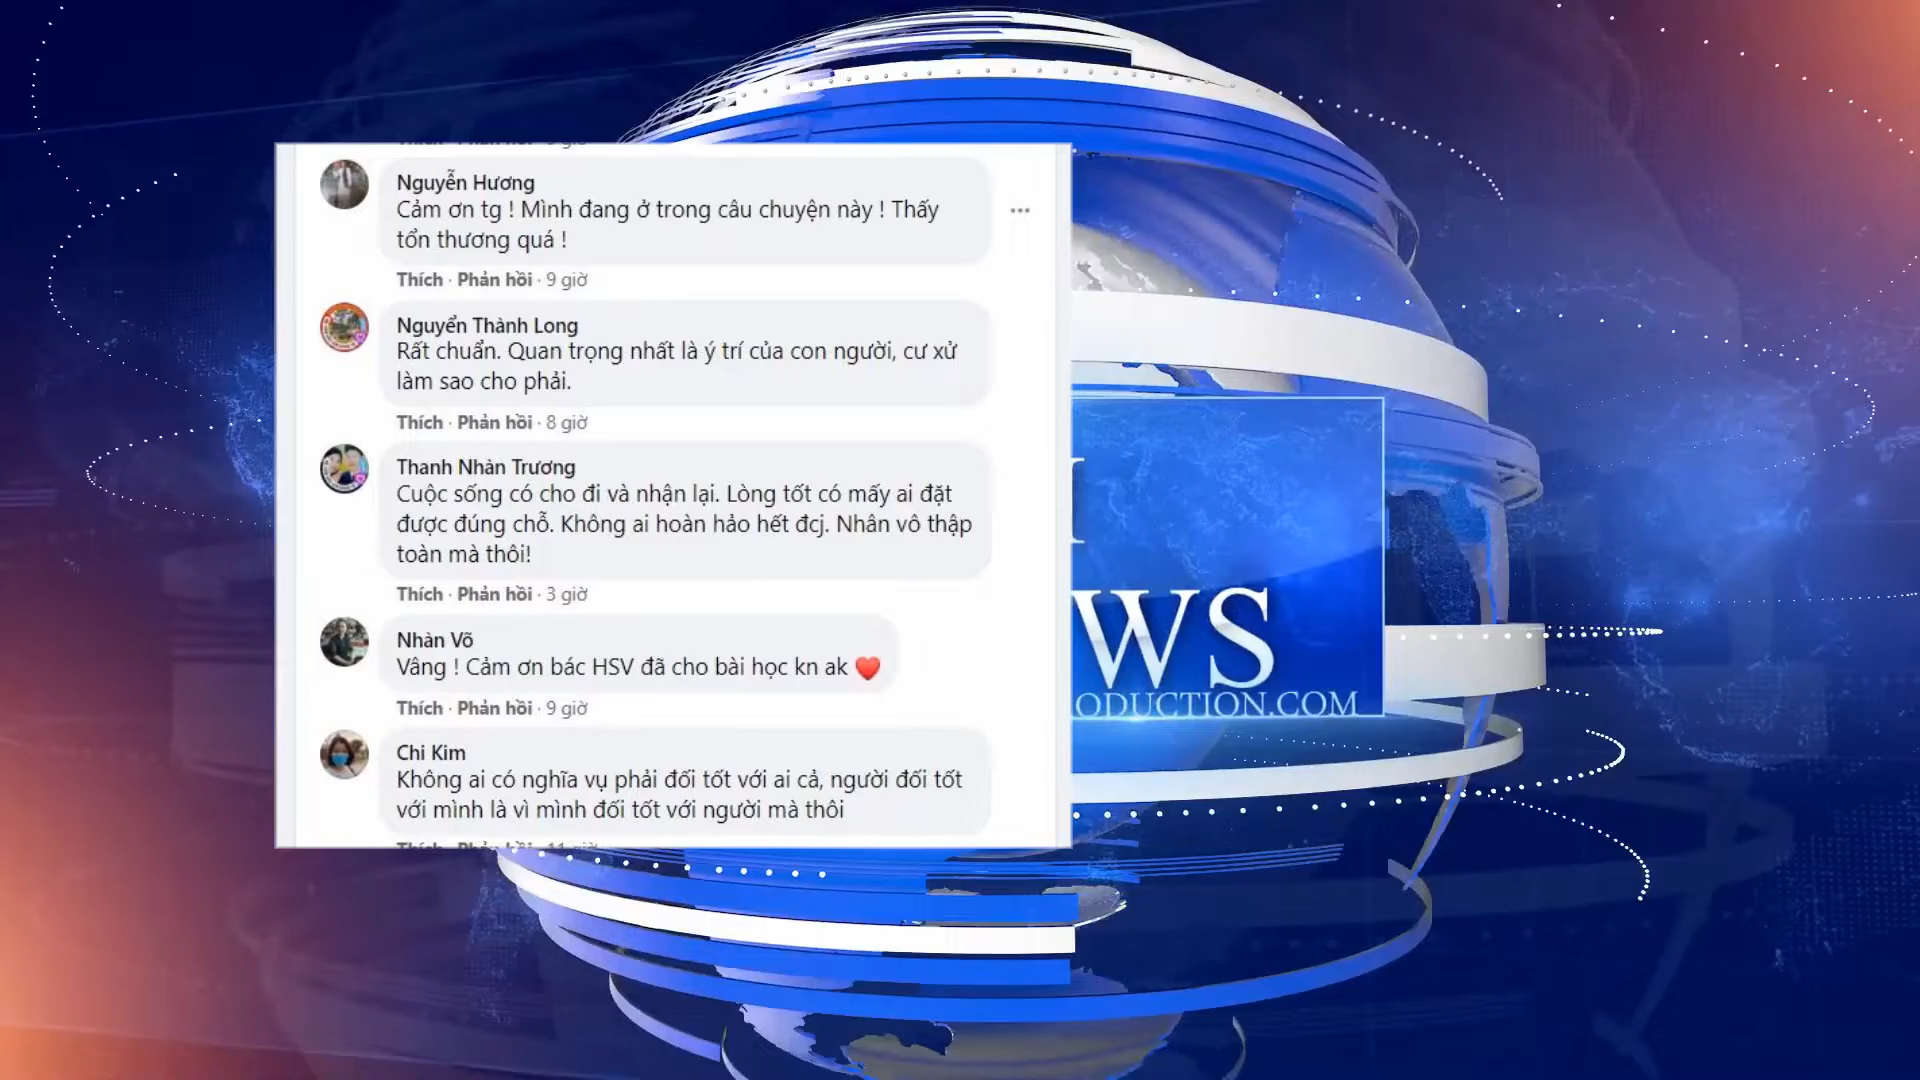 Nguyễn Hương
Cảm ơn tg ! Mình đang ở trong câu chuyện này ! Thấy
tổn thương quá !
Thích · Phản hồi · 9 giờ
Nguyển Thành Long
Rất chuẩn. Quan trọng nhất là ý trí của con người, cư xử
làm sao cho phải.
Thích · Phản hồi · 8 giờ
Thanh Nhàn Trương
Cuộc sống có cho đi và nhận lại. Lòng tốt có mấy ai đặt
được đúng chỗ. Không ai hoàn hảo hết đcj. Nhân vô thập
toàn mà thôi!
Thích · Phản hồi · 3 giờ
Nhàn Võ
Vâng ! Cảm ơn bác HSV đã cho bài học kn ak ❤️
Thích · Phản hồi · 9 giờ
Chi Kim
Không ai có nghĩa vụ phải đối tốt với ai cả, người đối tốt
với mình là vì mình đối tốt với người mà thôi
Thích · Phản hồi · 11 giờ
WS
ODUCTION.COM